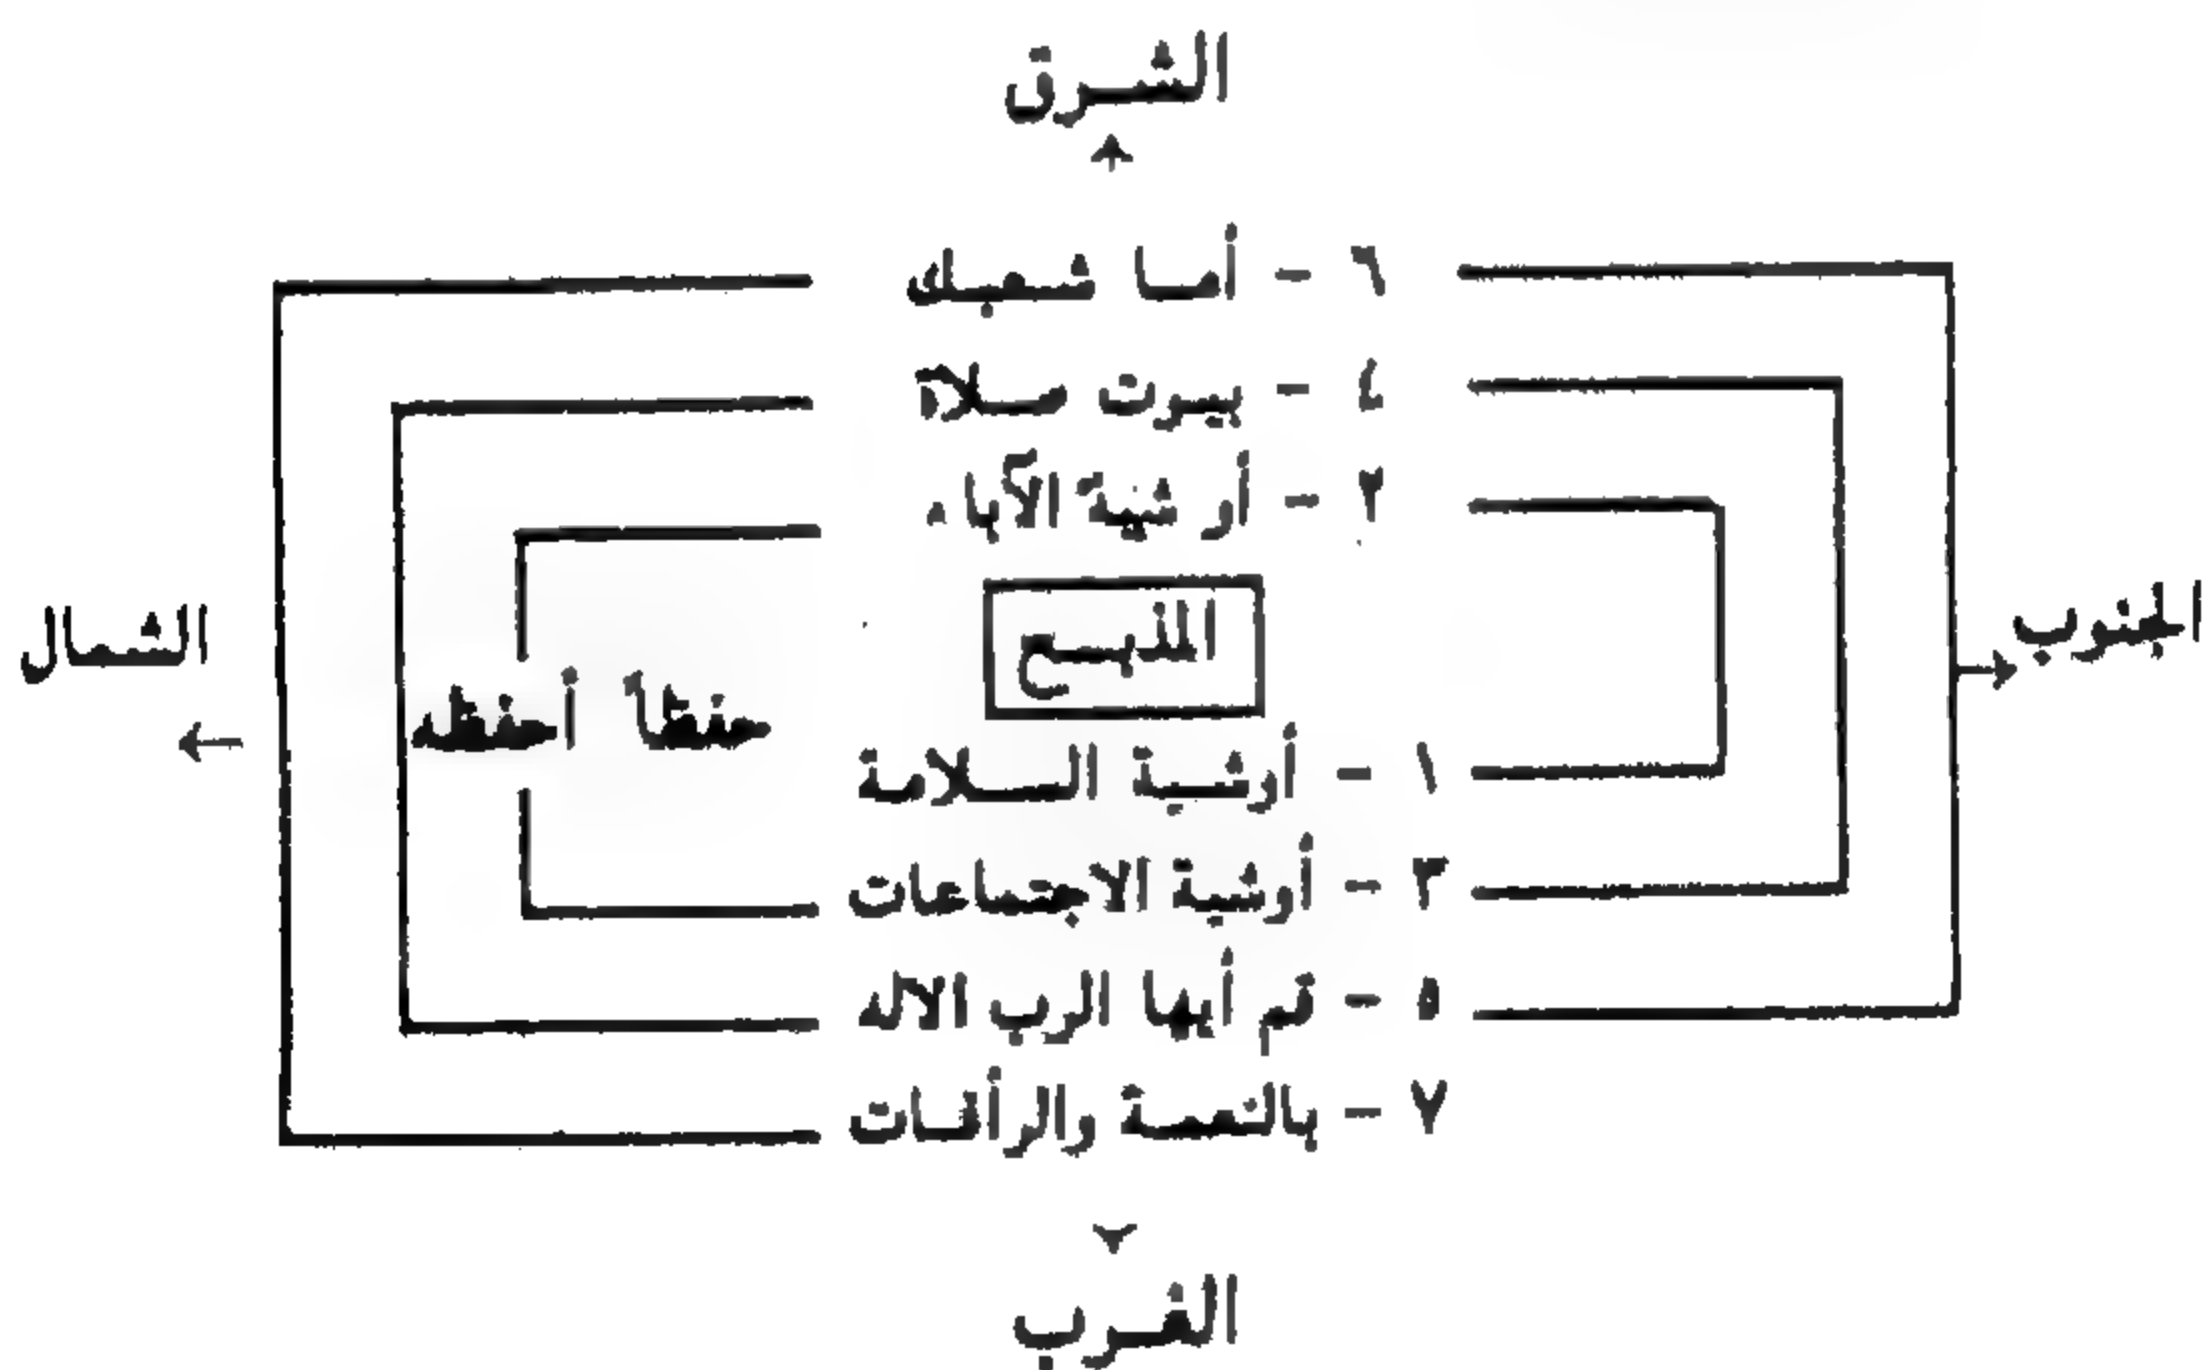 الشرق
٦ - أما شعبك
٤ - بيوت صلاة
٢ - أوشية الآباء
الجنوب
المذبح
الشمال
حفظاً أحفظه
١ - أوشية السلامة
٣ - أوشية الاجتماعات
٥ - قم أيها الرب الاله
٧ - بالنعمة والرأفات
الغرب